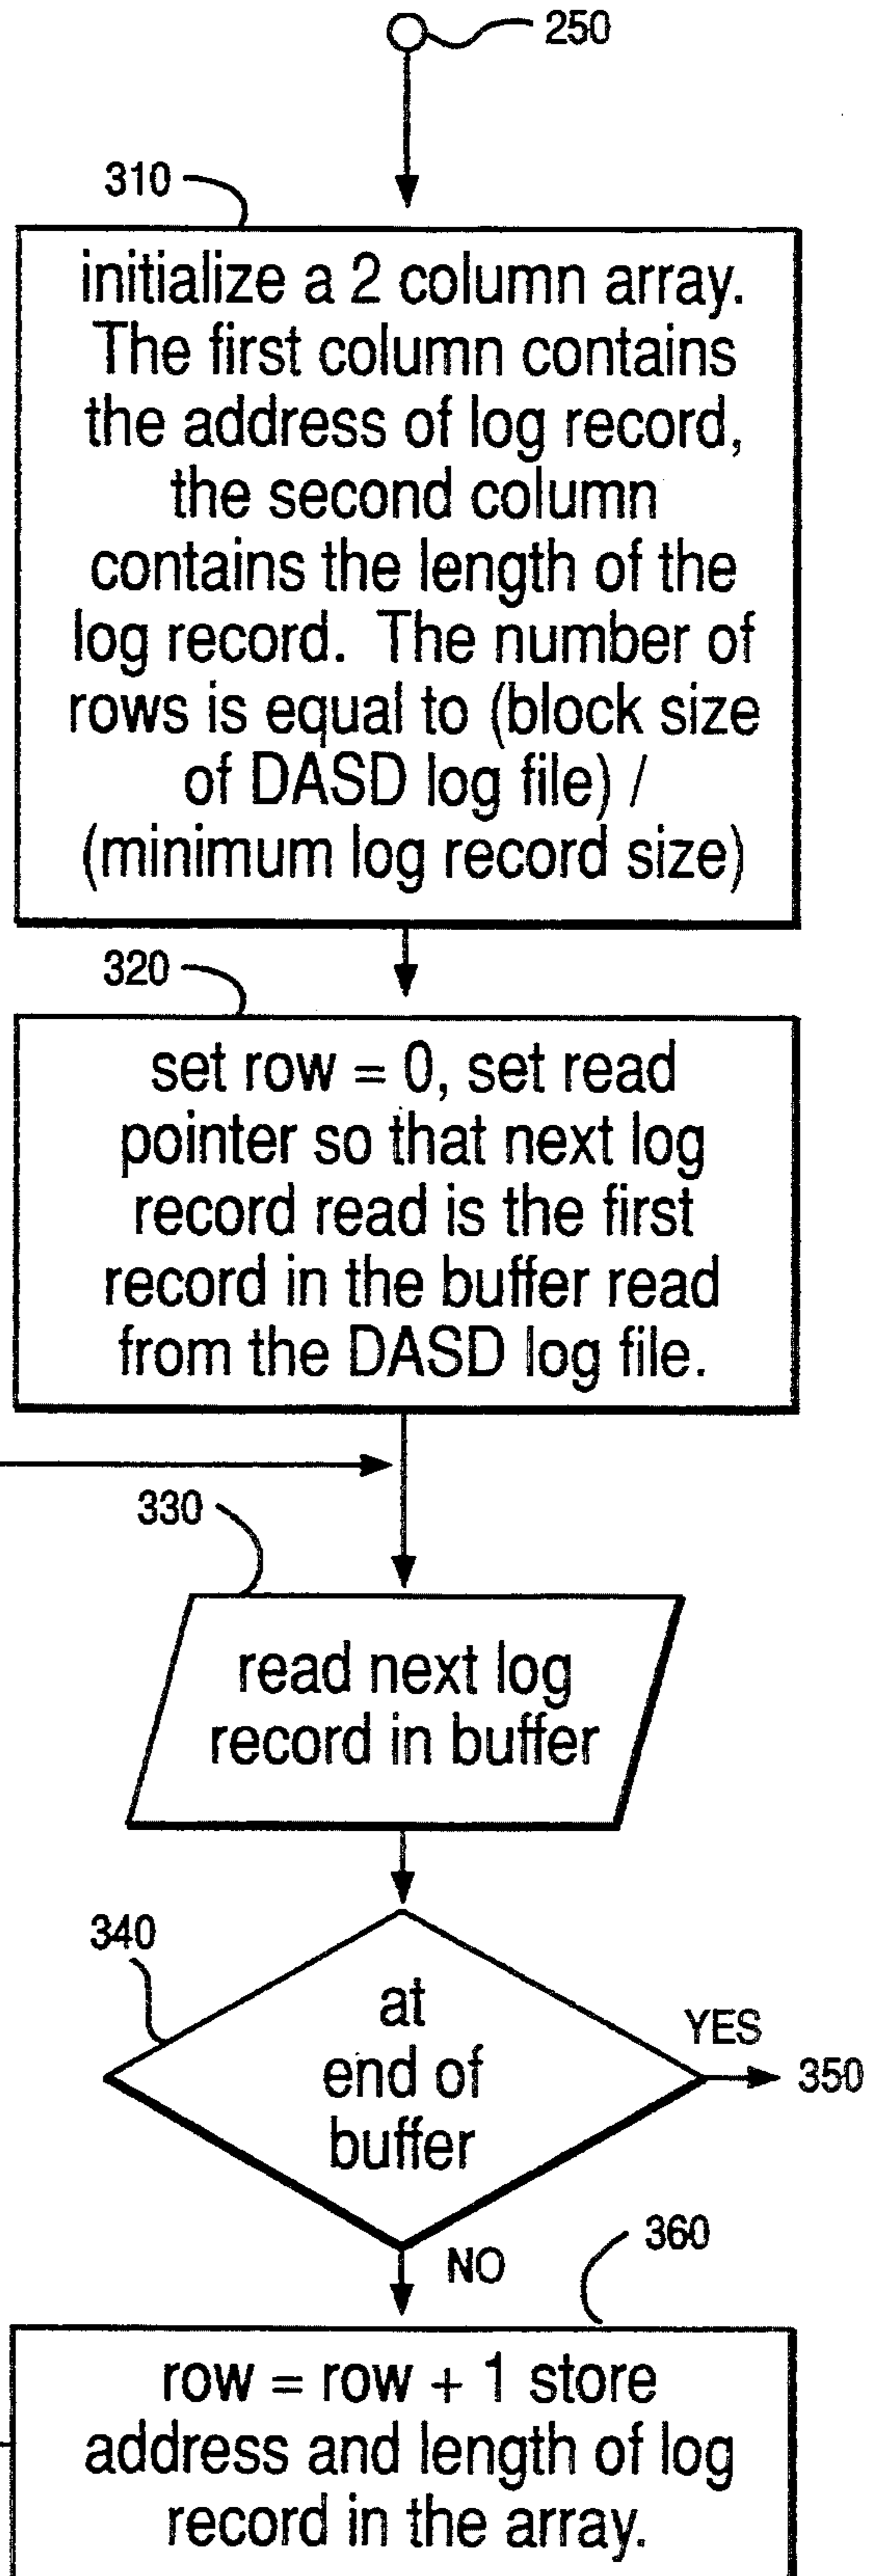 250
310
initialize a 2 column array.
The first column contains
the address of log record,
the second column
contains the length of the
log record. The number of
rows is equal to (block size
of DASD log file) /
(minimum log record size)
320
set row = 0, set read
pointer so that next log
record read is the first
record in the buffer read
from the DASD log file.
330
read next log
record in buffer
340
at
end of
buffer
YES
350
NO
360
row = row + 1 store
address and length of log
record in the array.